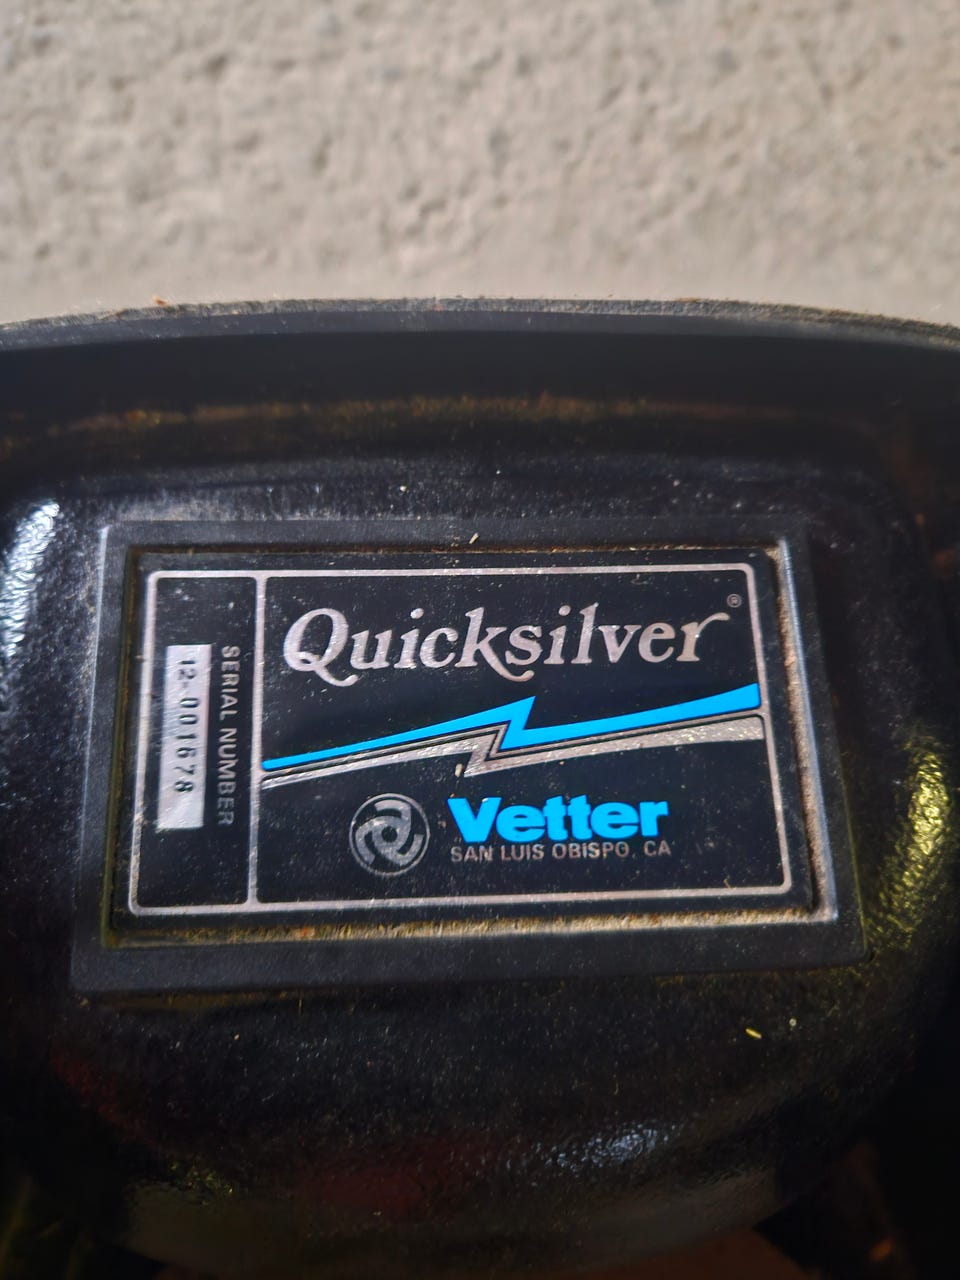 Quicksilver®
SERIAL NUMBER
12-001678
Vetter
SAN LUIS OBISPO, CA